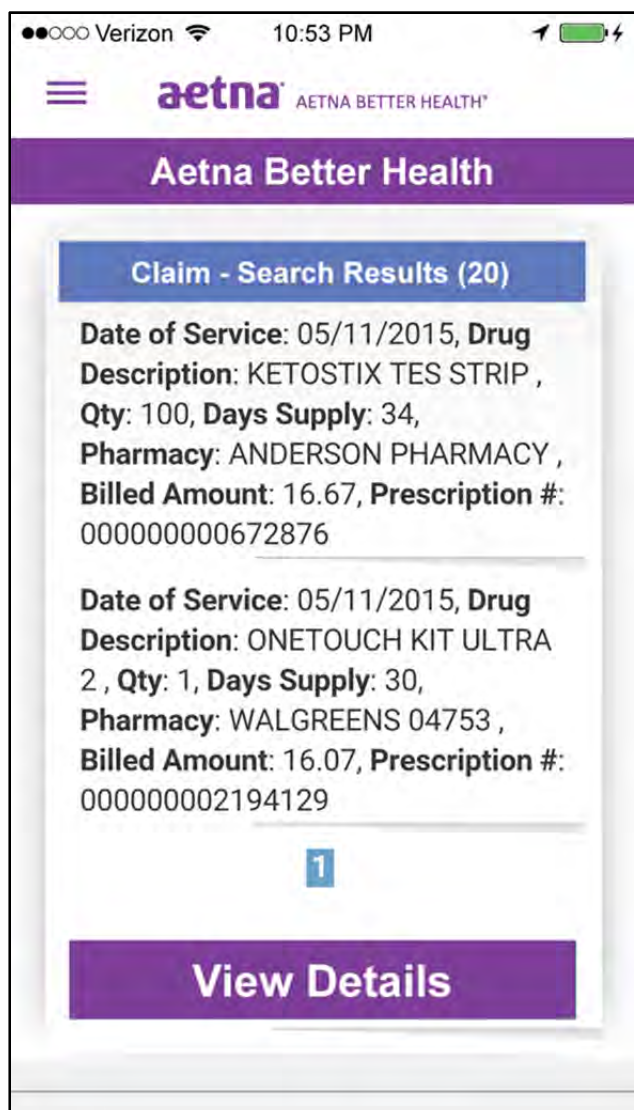 Verizon 10:53 PM
aetna AETNA BETTER HEALTH®
Aetna Better Health
Claim - Search Results (20)
Date of Service: 05/11/2015, Drug
Description: KETOSTIX TES STRIP ,
Qty: 100, Days Supply: 34,
Pharmacy: ANDERSON PHARMACY ,
Billed Amount: 16.67, Prescription #:
000000000672876
Date of Service: 05/11/2015, Drug
Description: ONETOUCH KIT ULTRA
2 , Qty: 1, Days Supply: 30,
Pharmacy: WALGREENS 04753 ,
Billed Amount: 16.07, Prescription #:
000000002194129
1
View Details